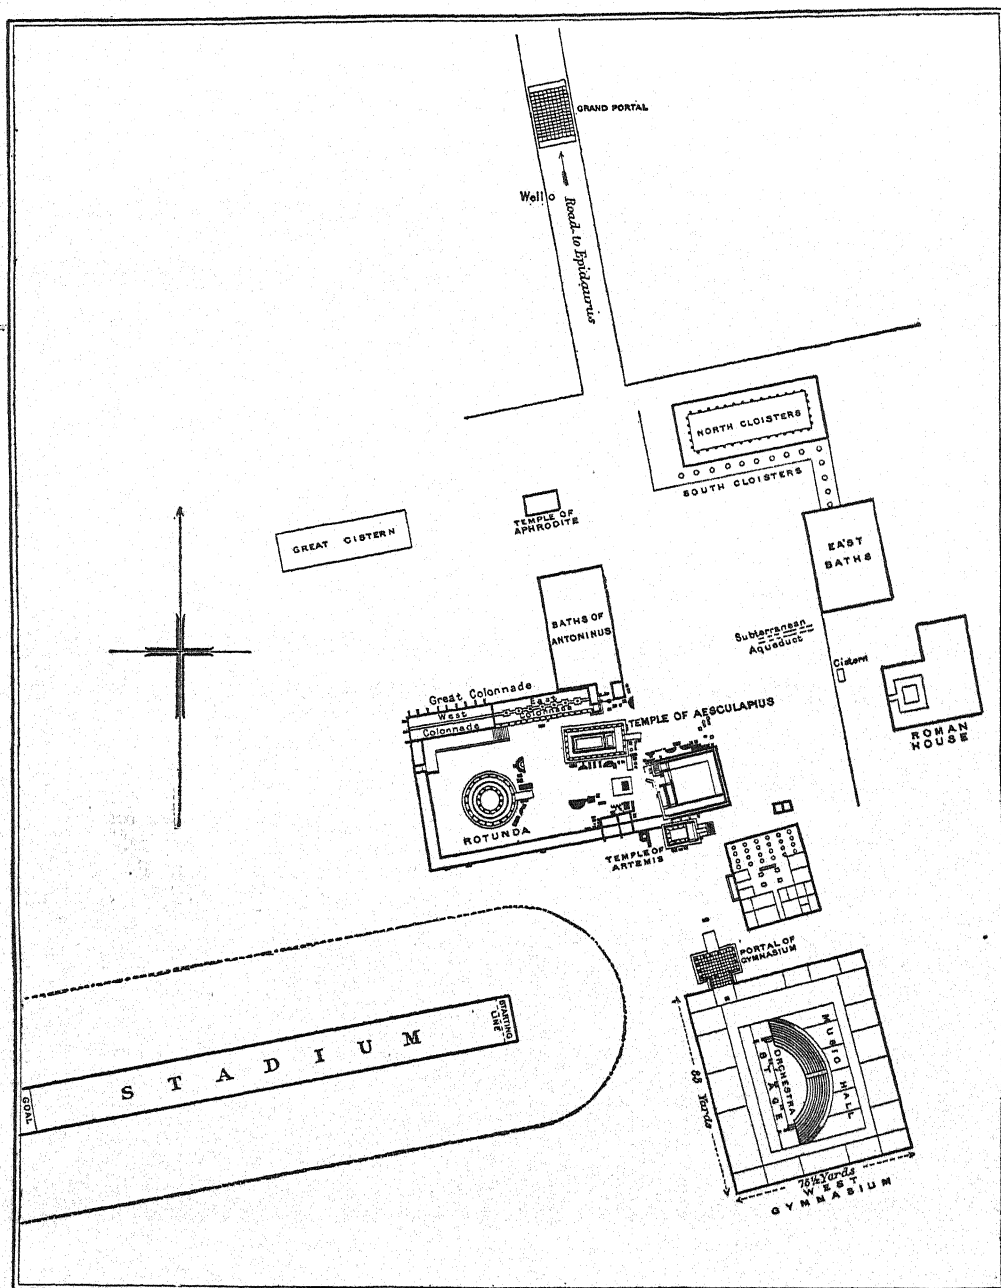 GRAND PORTAL
Well
Road to Epidaurus
NORTH CLOISTERS
SOUTH CLOISTERS
TEMPLE OF
APHRODITE
GREAT CISTERN
EAST
BATHS
BATHS OF
ANTONINUS
Subterranean
Aqueduct
Cistern
ROMAN
HOUSE
Great Colonnade
West
Colonnade
East
Colonnade
TEMPLE OF AESCULAPIUS
ROTUNDA
TEMPLE OF
ARTEMIS
PORTAL OF
GYMNASIUM
STARTING
LINE
STADIUM
GOAL
MUSIC HALL
ORCHESTRA
STAGE
83 Yards
75½ Yards
WEST
GYMNASIUM